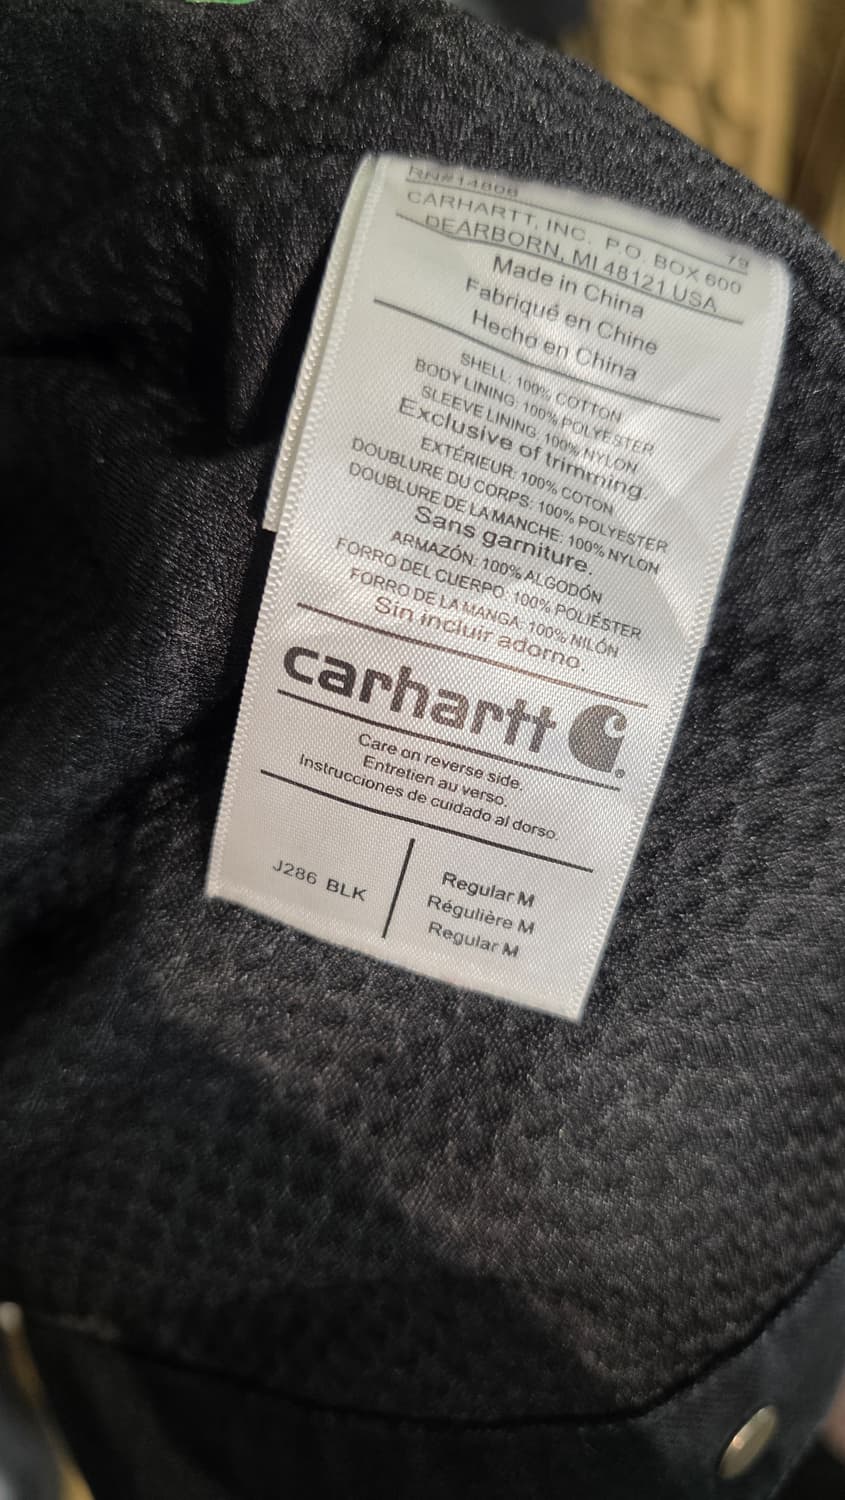 RN#14806
79
CARHARTT, INC. P.O. BOX 600
DEARBORN, MI 48121 USA
Made in China
Fabriqué en Chine
Hecho en China
SHELL: 100% COTTON
BODY LINING: 100% POLYESTER
SLEEVE LINING: 100% NYLON
Exclusive of trimming.
EXTÉRIEUR: 100% COTON
DOUBLURE DU CORPS: 100% POLYESTER
DOUBLURE DE LA MANCHE: 100% NYLON
Sans garniture.
ARMAZÓN: 100% ALGODÓN
FORRO DEL CUERPO: 100% POLIÉSTER
FORRO DE LA MANGA: 100% NILÓN
Sin incluir adorno.
carhartt
Care on reverse side.
Entretien au verso.
Instrucciones de cuidado al dorso.
J286 BLK
Regular M
Régulière M
Regular M